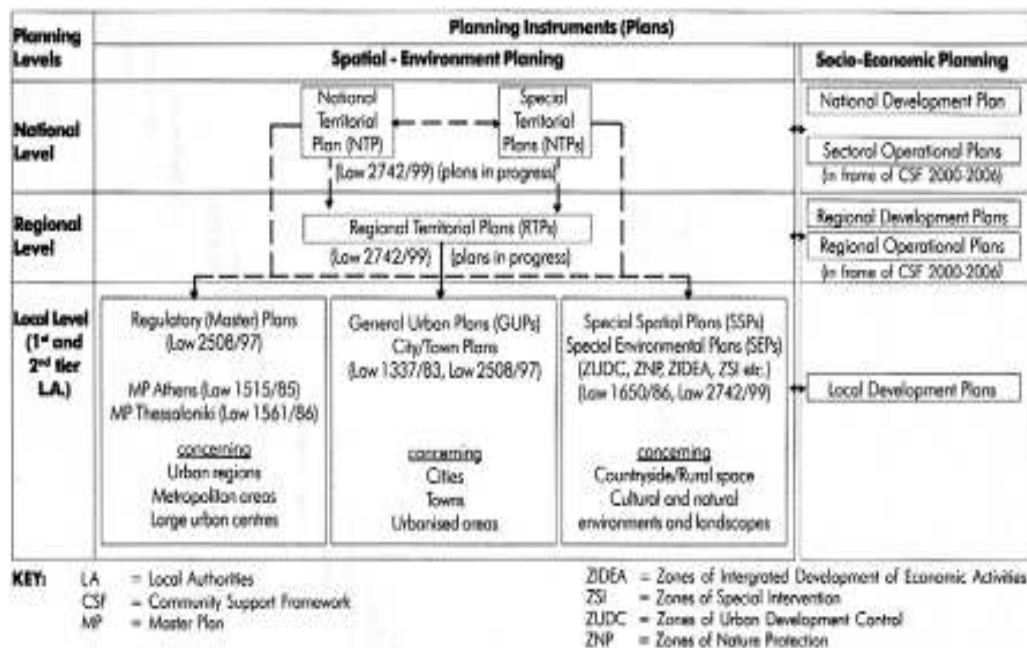 Planning Levels
Planning Instruments (Plans)
Spatial - Environment Planing
Socio-Economic Planning
National Level
National Territorial Plan (NTP)
Special Territorial Plans (NTPs)
(Law 2742/99) (plans in progress)
National Development Plan
Sectoral Operational Plans
(in frame of CSF 2000-2006)
Regional Level
Regional Territorial Plans (RTPs)
(Law 2742/99) (plans in progress)
Regional Development Plans
Regional Operational Plans
(in frame of CSF 2000-2006)
Local Level
(1st and
2nd tier
L.A.)
Regulatory (Master) Plans
(Law 2508/97)
MP Athens (Law 1515/85)
MP Thessaloniki (Law 1561/86)
concerning
Urban regions
Metropolitan areas
Large urban centres
General Urban Plans (GUPs)
City/Town Plans
(Law 1337/83, Law 2508/97)
concerning
Cities
Towns
Urbanised areas
Special Spatial Plans (SSPs)
Special Environmental Plans (SEPs)
(ZUDC, ZNP, ZIDEA, ZSI etc.)
(Law 1650/86, Law 2742/99)
concerning
Countryside/Rural space
Cultural and natural
environments and landscapes
Local Development Plans
KEY:
LA = Local Authorities
CSF = Community Support Framework
MP = Master Plan
ZIDEA = Zones of Intergrated Development of Economic Activities
ZSI = Zones of Special Intervention
ZUDC = Zones of Urban Development Control
ZNP = Zones of Nature Protection